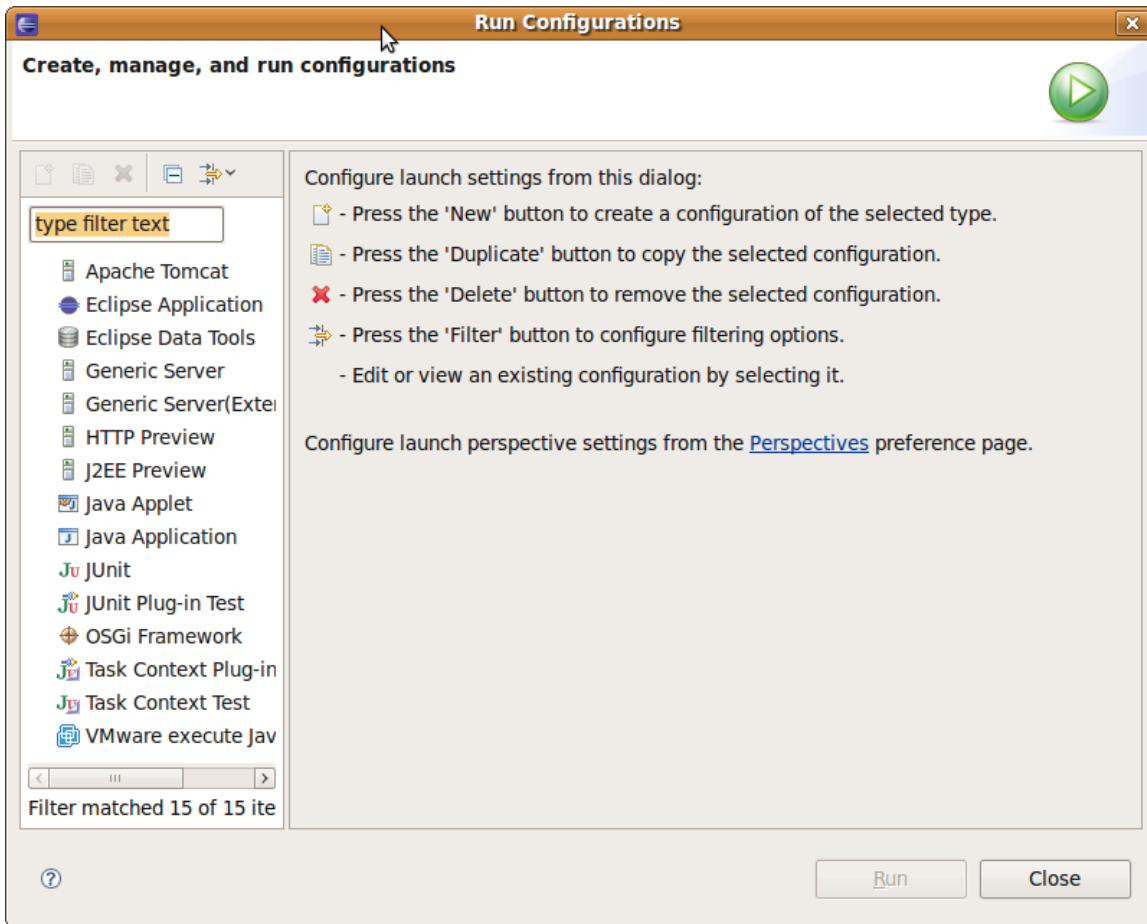 Run Configurations
Create, manage, and run configurations
type filter text
Apache Tomcat
Eclipse Application
Eclipse Data Tools
Generic Server
Generic Server(Exter
HTTP Preview
J2EE Preview
Java Applet
Java Application
JUnit
JUnit Plug-in Test
OSGi Framework
Task Context Plug-in
Task Context Test
VMware execute Jav
Filter matched 15 of 15 ite
Configure launch settings from this dialog:
- Press the 'New' button to create a configuration of the selected type.
- Press the 'Duplicate' button to copy the selected configuration.
- Press the 'Delete' button to remove the selected configuration.
- Press the 'Filter' button to configure filtering options.
- Edit or view an existing configuration by selecting it.
Configure launch perspective settings from the Perspectives preference page.
Run
Close